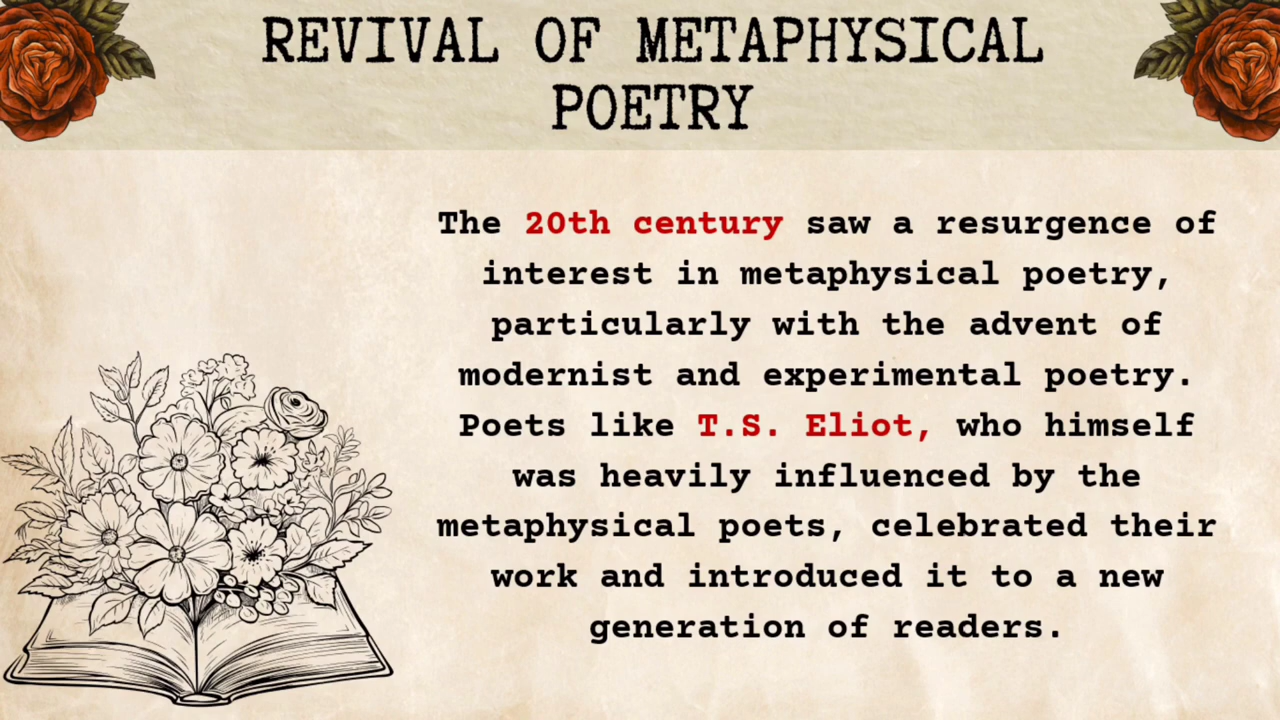 REVIVAL OF METAPHYSICAL
POETRY
The 20th century saw a resurgence of
interest in metaphysical poetry,
particularly with the advent of
modernist and experimental poetry.
Poets like T.S. Eliot, who himself
was heavily influenced by the
metaphysical poets, celebrated their
work and introduced it to a new
generation of readers.